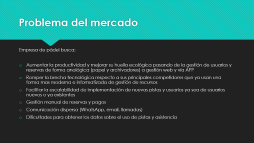 Problema del mercado
Empresa de pádel busca:
Aumentar la productividad y mejorar su huella ecológica pasando de la gestión de usuarios y
reservas de forma analógica (papel y archivadores) a gestión web y vía APP
Romper la brecha tecnológica respecto a sus principales competidores que ya usan una
forma más moderna e informatizada de gestión de recursos
Facilitar la escalabilidad de implementación de nuevas pistas y usuarios ya sea de usuarios
nuevos o ya existentes
Gestión manual de reservas y pagos
Comunicación dispersa (WhatsApp, email, llamadas)
Dificultades para obtener los datos sobre el uso de pistas y asistencia